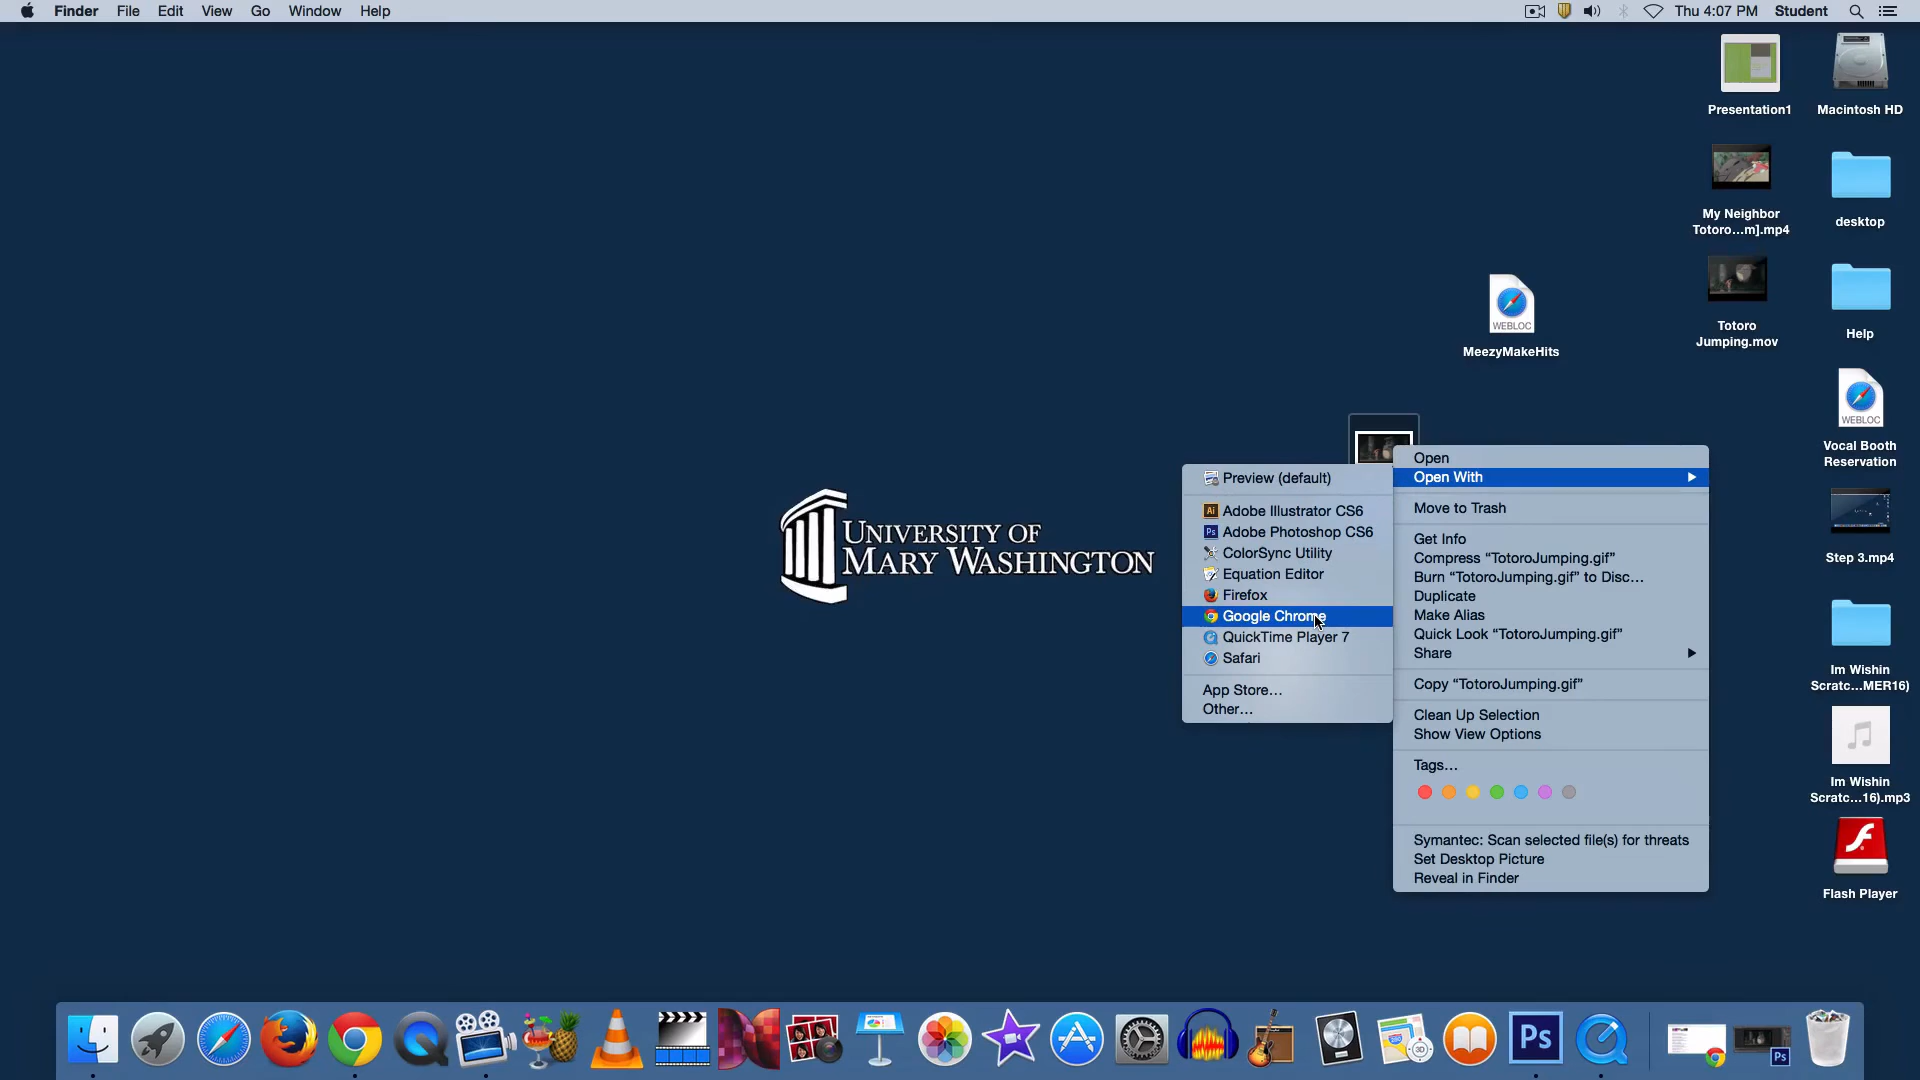 Finder File Edit View Go Window Help
Thu 4:07 PM Student
Presentation1
Macintosh HD
My Neighbor
Totoro...m].mp4
desktop
Totoro
Jumping.mov
Help
WEBLOC
MeezyMakeHits
WEBLOC
Vocal Booth
Reservation
Step 3.mp4
Im Wishin
Scratc...MER16)
Im Wishin
Scratc...16).mp3
Flash Player
UNIVERSITY OF
MARY WASHINGTON
Open
Open With
Move to Trash
Get Info
Compress “TotoroJumping.gif”
Burn “TotoroJumping.gif” to Disc...
Duplicate
Make Alias
Quick Look “TotoroJumping.gif”
Share
Copy “TotoroJumping.gif”
Clean Up Selection
Show View Options
Tags...
Symantec: Scan selected file(s) for threats
Set Desktop Picture
Reveal in Finder
Preview (default)
Ai Adobe Illustrator CS6
Ps Adobe Photoshop CS6
ColorSync Utility
Equation Editor
Firefox
Google Chrome
QuickTime Player 7
Safari
App Store...
Other...
Ps
Ps